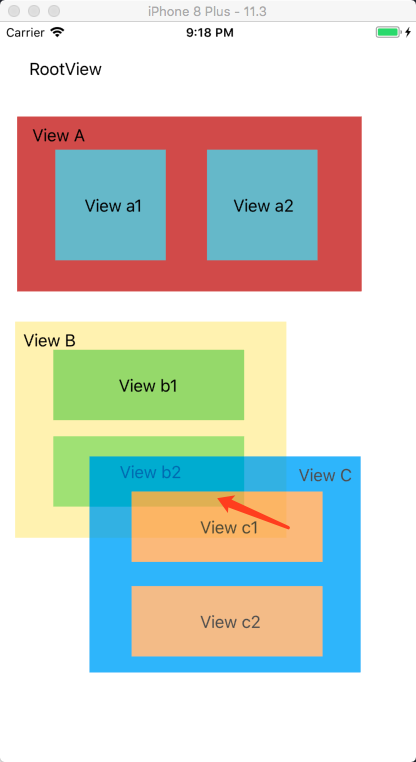 iPhone 8 Plus - 11.3
Carrier 9:18 PM
RootView
View A
View a1 View a2
View B
View b1
View b2 View C
View c1
View c2